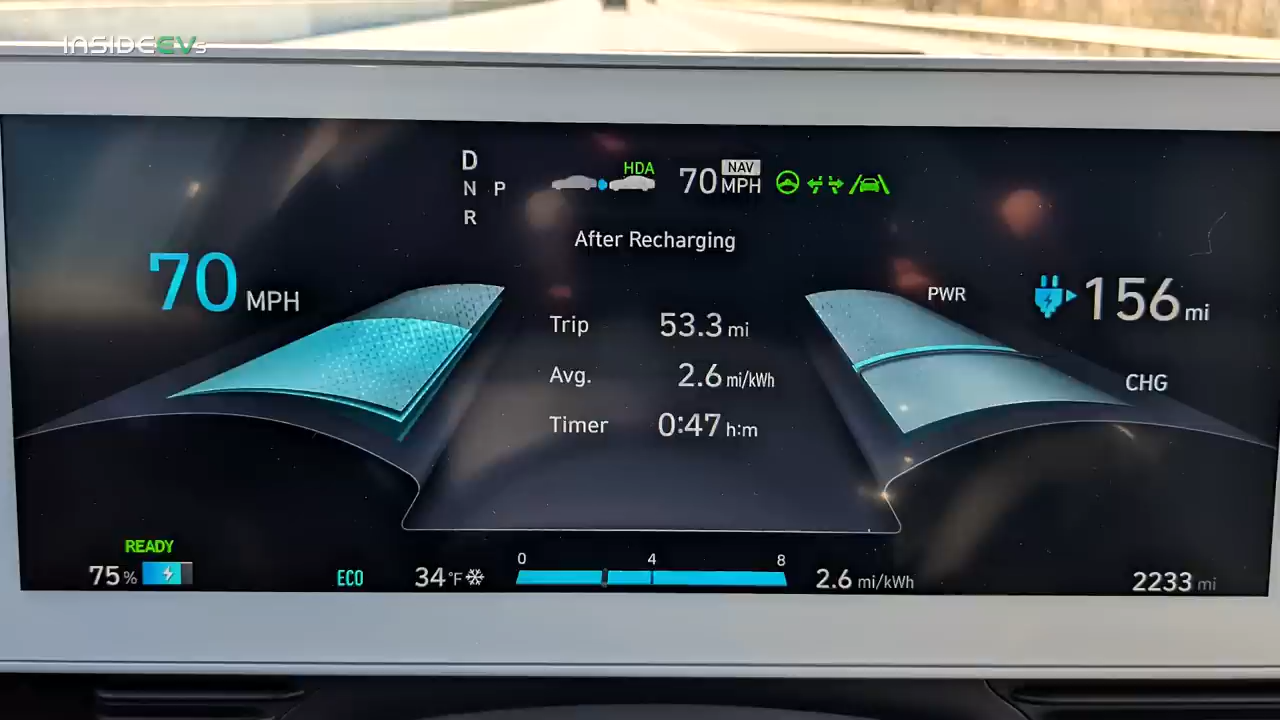 INSIDEEVs
D
N P
R
HDA
70 NAV MPH
After Recharging
70 MPH
Trip 53.3 mi
Avg. 2.6 mi/kWh
Timer 0:47 h:m
PWR
156 mi
CHG
READY
75%
ECO
34°F
0 4 8
2.6 mi/kWh
2233 mi